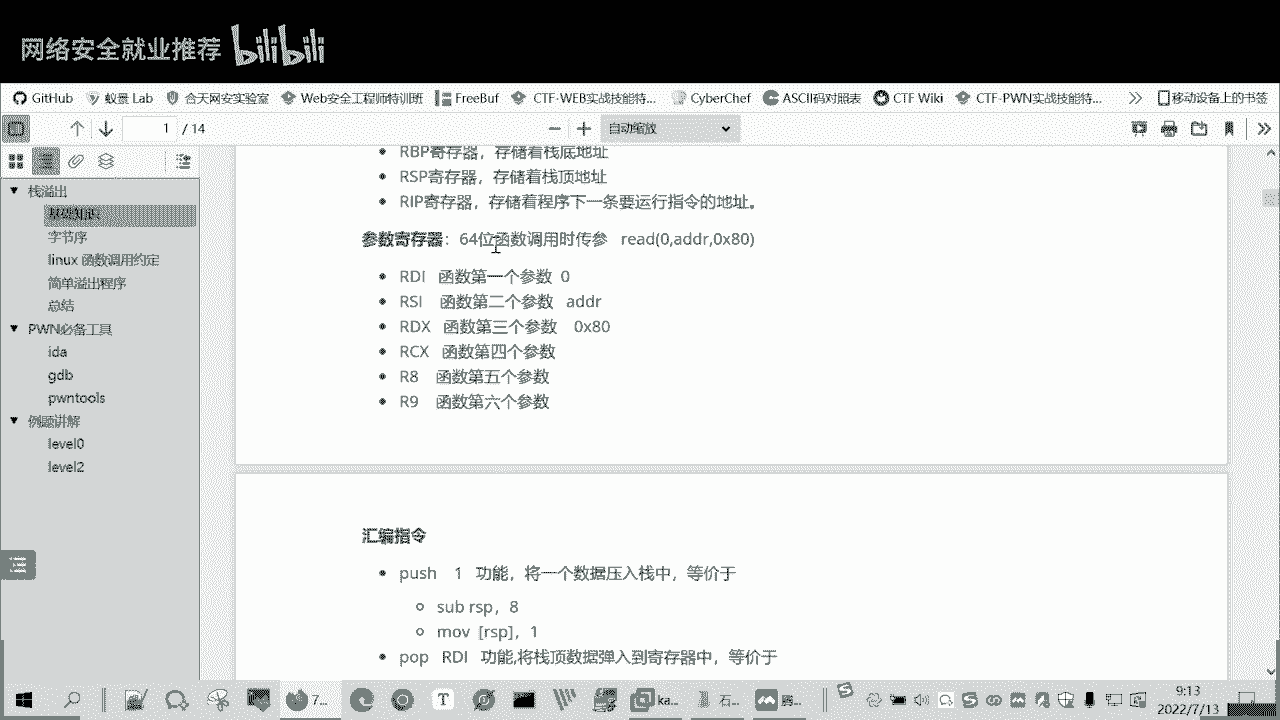 网络安全就业推荐 bilibili
GitHub 蚁景 Lab 合天网安实验室 Web安全工程师特训班 FreeBuf CTF-WEB实战技能特... CyberChef ASCII码对照表 CTF Wiki CTF-PWN实战技能特... 移动设备上的书签
1 / 14 自动缩放
栈溢出
基础知识
字节序
linux 函数调用约定
简单溢出程序
总结
PWN必备工具
ida
gdb
pwntools
例题讲解
level0
level2
RBP寄存器，存储着栈底地址
RSP寄存器，存储着栈顶地址
RIP寄存器，存储着程序下一条要运行指令的地址。
参数寄存器：64位函数调用时传参 read(0,addr,0x80)
RDI 函数第一个参数 0
RSI 函数第二个参数 addr
RDX 函数第三个参数 0x80
RCX 函数第四个参数
R8 函数第五个参数
R9 函数第六个参数
汇编指令
push 1 功能，将一个数据压入栈中，等价于
sub rsp，8
mov [rsp]，1
pop RDI 功能,将栈顶数据弹入到寄存器中，等价于
7... ka... 石... 腾...
9:13
2022/7/13